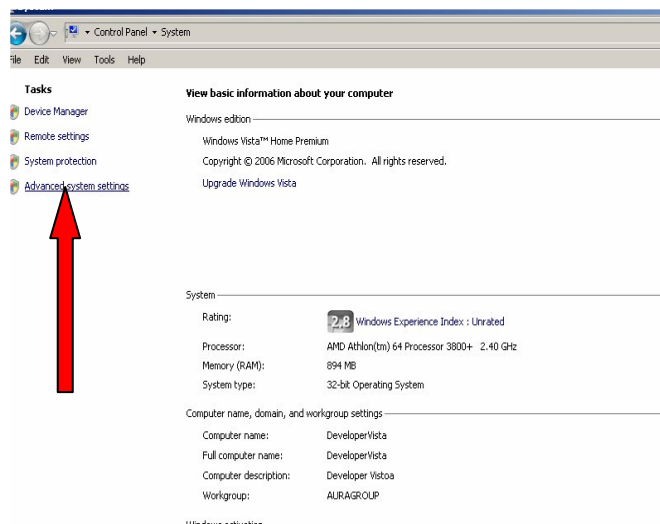 Control Panel System
File Edit View Tools Help
Tasks
Device Manager
Remote settings
System protection
Advanced system settings
View basic information about your computer
Windows edition
Windows Vista™ Home Premium
Copyright © 2006 Microsoft Corporation. All rights reserved.
Upgrade Windows Vista
System
Rating: 2,8 Windows Experience Index : Unrated
Processor: AMD Athlon(tm) 64 Processor 3800+ 2.40 GHz
Memory (RAM): 894 MB
System type: 32-bit Operating System
Computer name, domain, and workgroup settings
Computer name: DeveloperVista
Full computer name: DeveloperVista
Computer description: Developer Vistoa
Workgroup: AURAGROUP
Windows activation